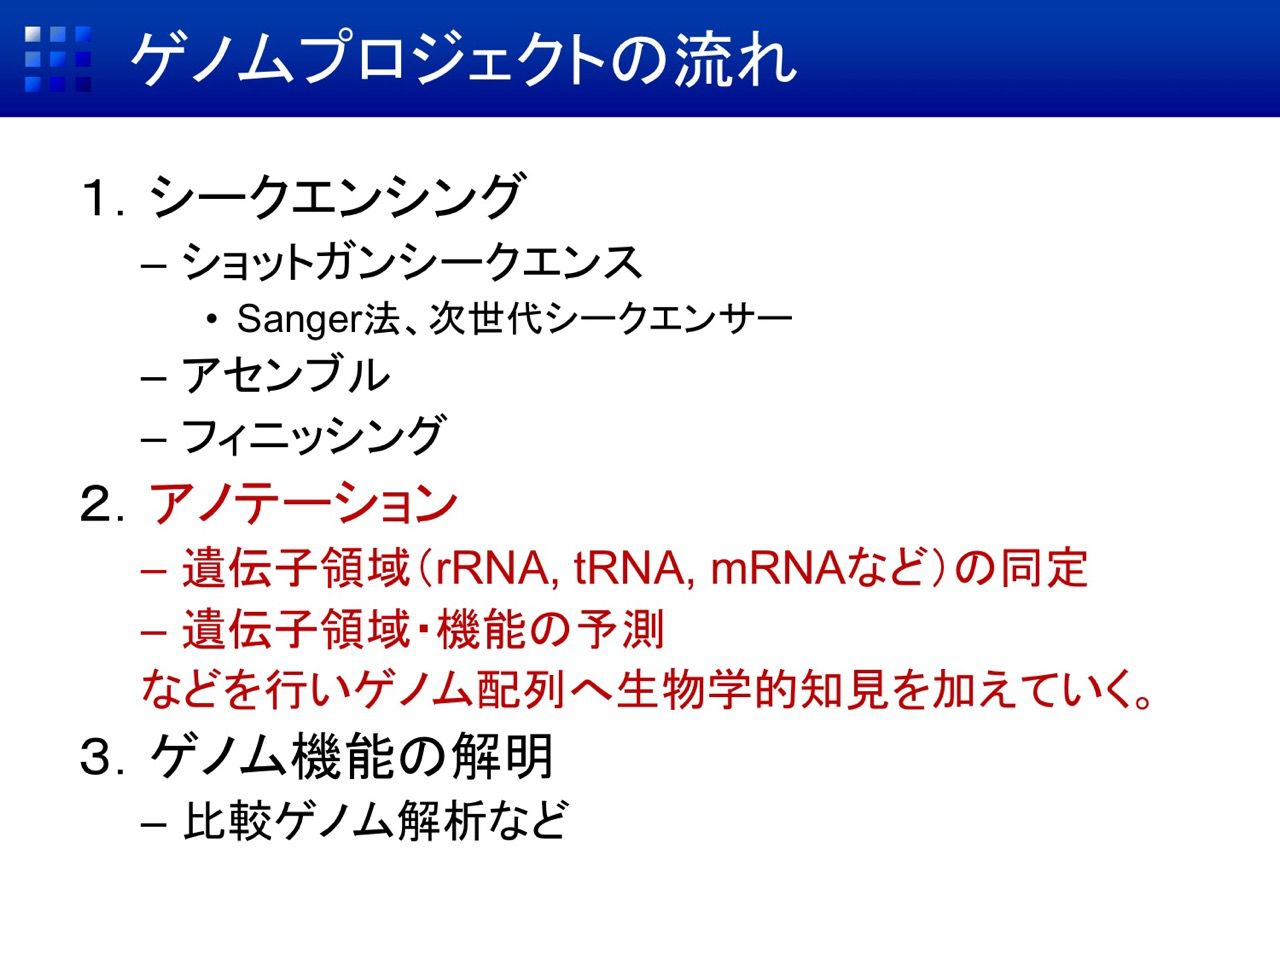 ゲノムプロジェクトの流れ
１．シークエンシング
– ショットガンシークエンス
• Sanger法、次世代シークエンサー
– アセンブル
– フィニッシング
２．アノテーション
– 遺伝子領域（rRNA, tRNA, mRNAなど）の同定
– 遺伝子領域・機能の予測
などを行いゲノム配列へ生物学的知見を加えていく。
３．ゲノム機能の解明
– 比較ゲノム解析など